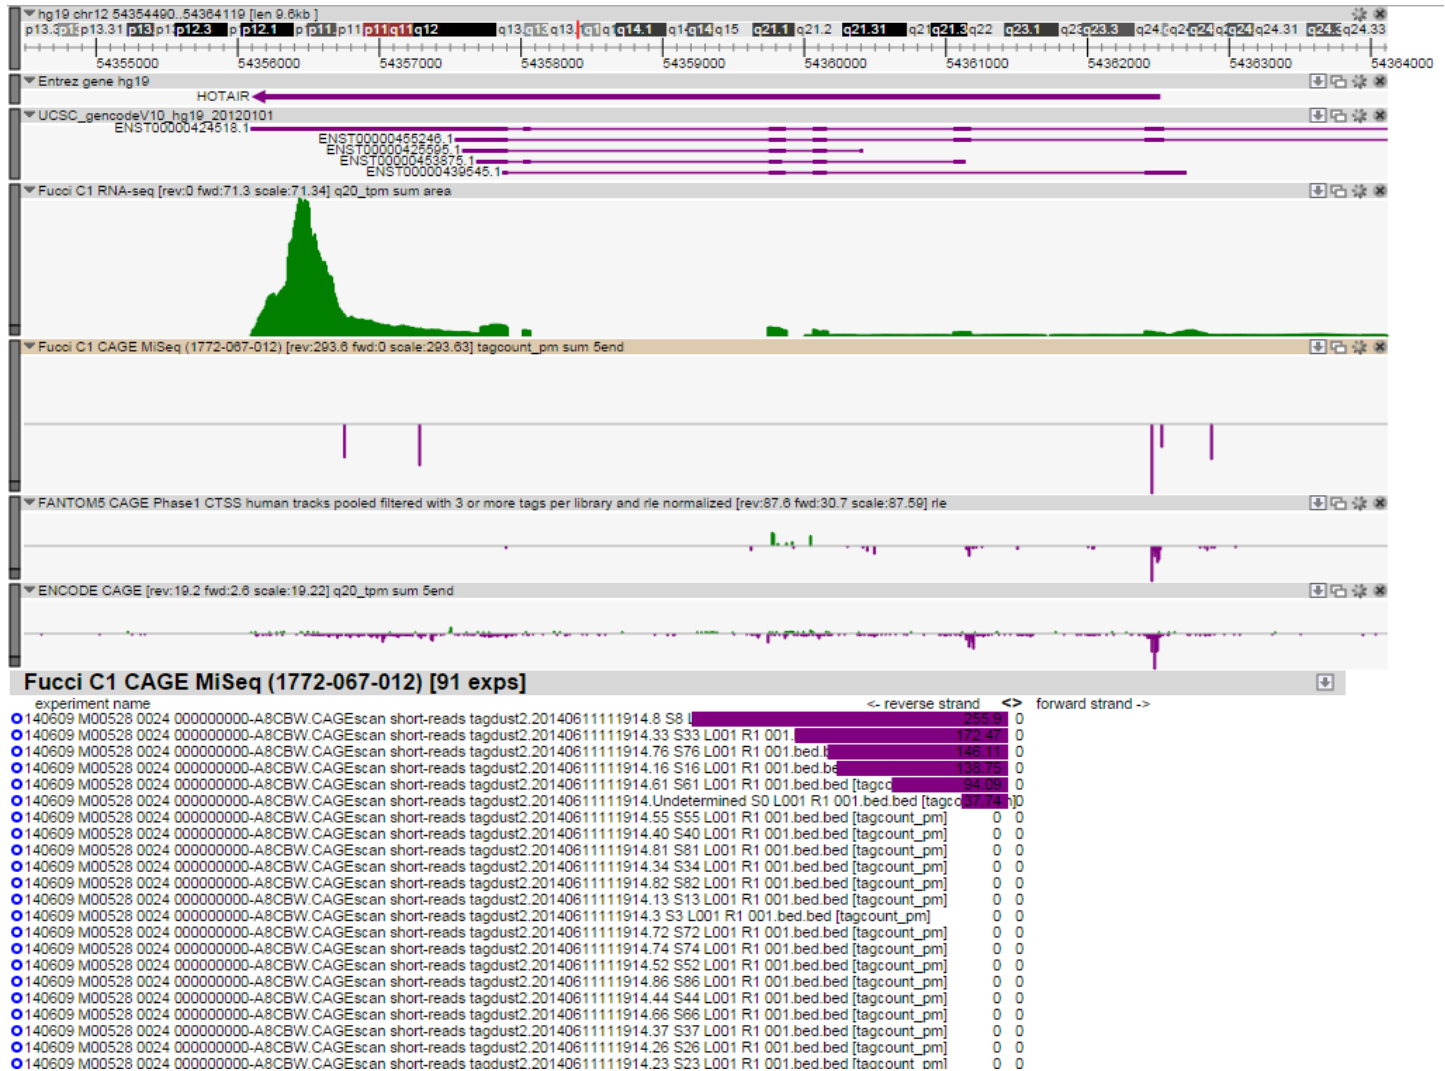 hg19 chr12 54354490..54364119 [len 9.6kb ]
p13.31 p13 p12.3 p12.1 p11 p11 q11 q12 q13 q13 q14.1 q14 q15 q21.1 q21.2 q21.31 q21 q21.3 q22 q23.1 q23.3 q24.31 q24.3 q24.33
54355000 54356000 54357000 54358000 54359000 54360000 54361000 54362000 54363000 54364000
Entrez gene hg19
HOTAIR
UCSC_gencodeV10_hg19_20120101
ENST00000424518.1
ENST00000455246.1
ENST00000425595.1
ENST00000453875.1
ENST00000439545.1
Fucci C1 RNA-seq [rev:0 fwd:71.3 scale:71.34] q20_tpm sum area
Fucci C1 CAGE MiSeq (1772-067-012) [rev:293.6 fwd:0 scale:293.63] tagcount_pm sum 5end
FANTOM5 CAGE Phase1 CTSS human tracks pooled filtered with 3 or more tags per library and rle normalized [rev:87.6 fwd:30.7 scale:87.59] rle
ENCODE CAGE [rev:19.2 fwd:2.6 scale:19.22] q20_tpm sum 5end
Fucci C1 CAGE MiSeq (1772-067-012) [91 exps]
experiment name <- reverse strand <> forward strand ->
140609 M00528 0024 000000000-A8CBW.CAGEscan short-reads tagdust2.20140611111914.8 S8 L 255.9 0
140609 M00528 0024 000000000-A8CBW.CAGEscan short-reads tagdust2.20140611111914.33 S33 L001 R1 001. 172.47 0
140609 M00528 0024 000000000-A8CBW.CAGEscan short-reads tagdust2.20140611111914.76 S76 L001 R1 001.bed.b 146.11 0
140609 M00528 0024 000000000-A8CBW.CAGEscan short-reads tagdust2.20140611111914.16 S16 L001 R1 001.bed.be 138.75 0
140609 M00528 0024 000000000-A8CBW.CAGEscan short-reads tagdust2.20140611111914.61 S61 L001 R1 001.bed.bed [tagco 94.09 0
140609 M00528 0024 000000000-A8CBW.CAGEscan short-reads tagdust2.20140611111914.Undetermined S0 L001 R1 001.bed.bed [tagco 37.74 0
140609 M00528 0024 000000000-A8CBW.CAGEscan short-reads tagdust2.20140611111914.55 S55 L001 R1 001.bed.bed [tagcount_pm] 0 0
140609 M00528 0024 000000000-A8CBW.CAGEscan short-reads tagdust2.20140611111914.40 S40 L001 R1 001.bed.bed [tagcount_pm] 0 0
140609 M00528 0024 000000000-A8CBW.CAGEscan short-reads tagdust2.20140611111914.81 S81 L001 R1 001.bed.bed [tagcount_pm] 0 0
140609 M00528 0024 000000000-A8CBW.CAGEscan short-reads tagdust2.20140611111914.34 S34 L001 R1 001.bed.bed [tagcount_pm] 0 0
140609 M00528 0024 000000000-A8CBW.CAGEscan short-reads tagdust2.20140611111914.82 S82 L001 R1 001.bed.bed [tagcount_pm] 0 0
140609 M00528 0024 000000000-A8CBW.CAGEscan short-reads tagdust2.20140611111914.13 S13 L001 R1 001.bed.bed [tagcount_pm] 0 0
140609 M00528 0024 000000000-A8CBW.CAGEscan short-reads tagdust2.20140611111914.3 S3 L001 R1 001.bed.bed [tagcount_pm] 0 0
140609 M00528 0024 000000000-A8CBW.CAGEscan short-reads tagdust2.20140611111914.72 S72 L001 R1 001.bed.bed [tagcount_pm] 0 0
140609 M00528 0024 000000000-A8CBW.CAGEscan short-reads tagdust2.20140611111914.74 S74 L001 R1 001.bed.bed [tagcount_pm] 0 0
140609 M00528 0024 000000000-A8CBW.CAGEscan short-reads tagdust2.20140611111914.52 S52 L001 R1 001.bed.bed [tagcount_pm] 0 0
140609 M00528 0024 000000000-A8CBW.CAGEscan short-reads tagdust2.20140611111914.86 S86 L001 R1 001.bed.bed [tagcount_pm] 0 0
140609 M00528 0024 000000000-A8CBW.CAGEscan short-reads tagdust2.20140611111914.44 S44 L001 R1 001.bed.bed [tagcount_pm] 0 0
140609 M00528 0024 000000000-A8CBW.CAGEscan short-reads tagdust2.20140611111914.66 S66 L001 R1 001.bed.bed [tagcount_pm] 0 0
140609 M00528 0024 000000000-A8CBW.CAGEscan short-reads tagdust2.20140611111914.37 S37 L001 R1 001.bed.bed [tagcount_pm] 0 0
140609 M00528 0024 000000000-A8CBW.CAGEscan short-reads tagdust2.20140611111914.26 S26 L001 R1 001.bed.bed [tagcount_pm] 0 0
140609 M00528 0024 000000000-A8CBW.CAGEscan short-reads tagdust2.20140611111914.23 S23 L001 R1 001.bed.bed [tagcount_pm] 0 0